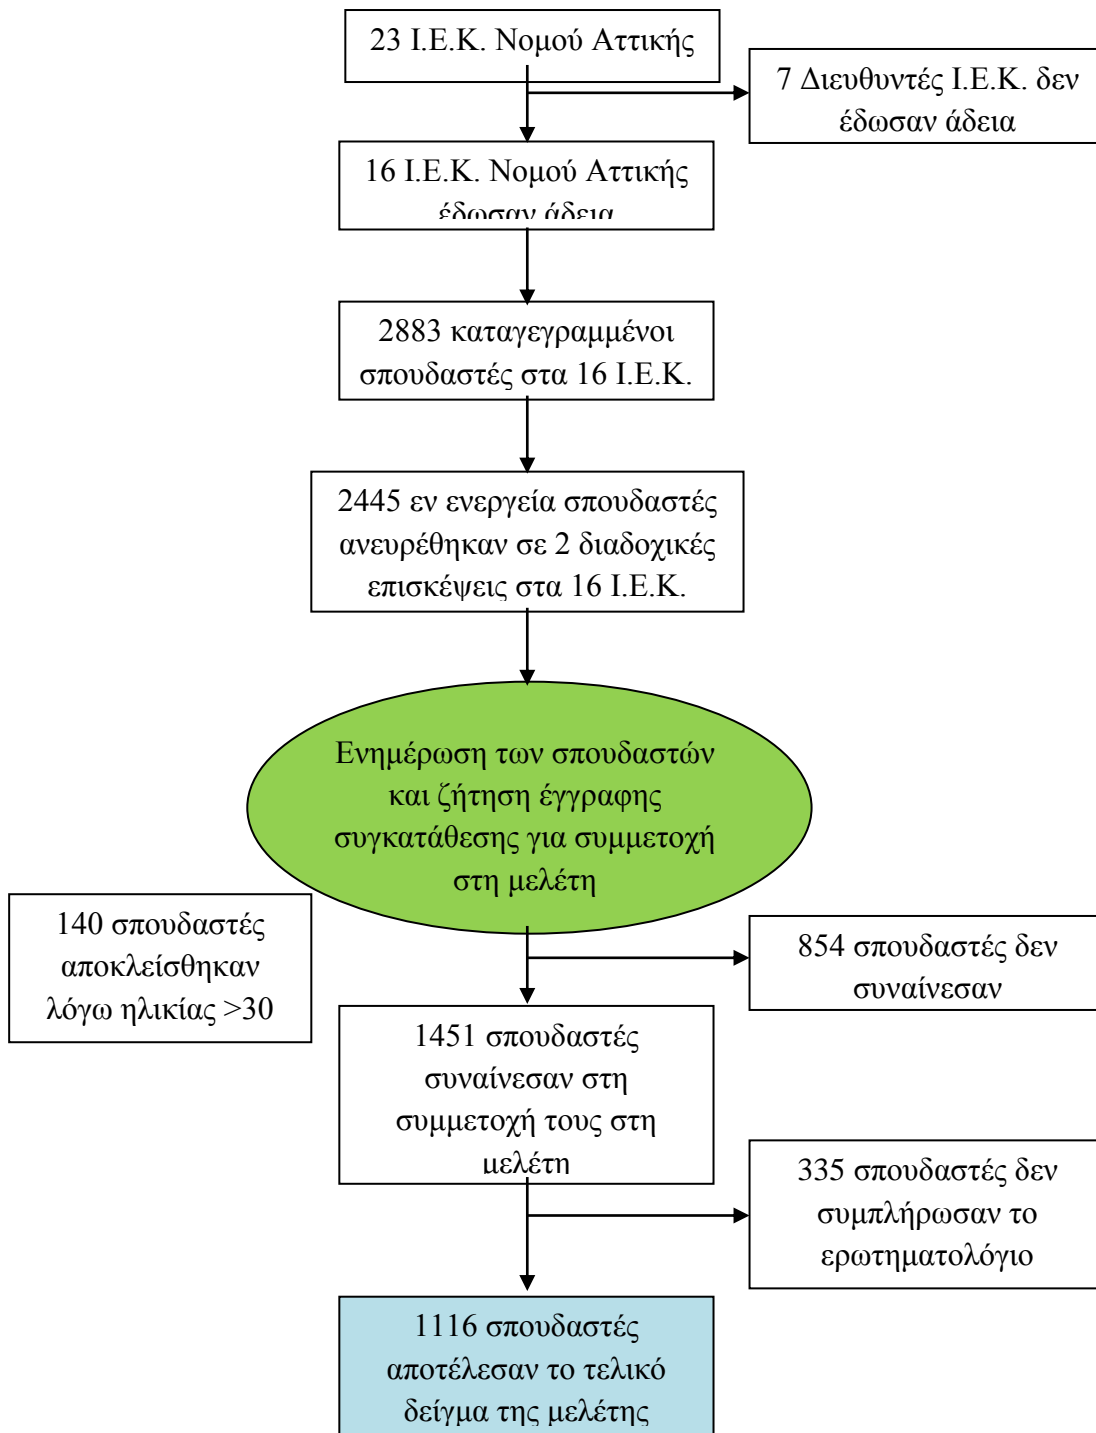 23 Ι.Ε.Κ. Νομού Αττικής
7 Διευθυντές Ι.Ε.Κ. δεν
έδωσαν άδεια
16 Ι.Ε.Κ. Νομού Αττικής
έδωσαν άδεια
2883 καταγεγραμμένοι
σπουδαστές στα 16 Ι.Ε.Κ.
2445 εν ενεργεία σπουδαστές
ανευρέθηκαν σε 2 διαδοχικές
επισκέψεις στα 16 Ι.Ε.Κ.
Ενημέρωση των σπουδαστών
και ζήτηση έγγραφης
συγκατάθεσης για συμμετοχή
στη μελέτη
140 σπουδαστές
αποκλείσθηκαν
λόγω ηλικίας >30
854 σπουδαστές δεν
συναίνεσαν
1451 σπουδαστές
συναίνεσαν στη
συμμετοχή τους στη
μελέτη
335 σπουδαστές δεν
συμπλήρωσαν το
ερωτηματολόγιο
1116 σπουδαστές
αποτέλεσαν το τελικό
δείγμα της μελέτης